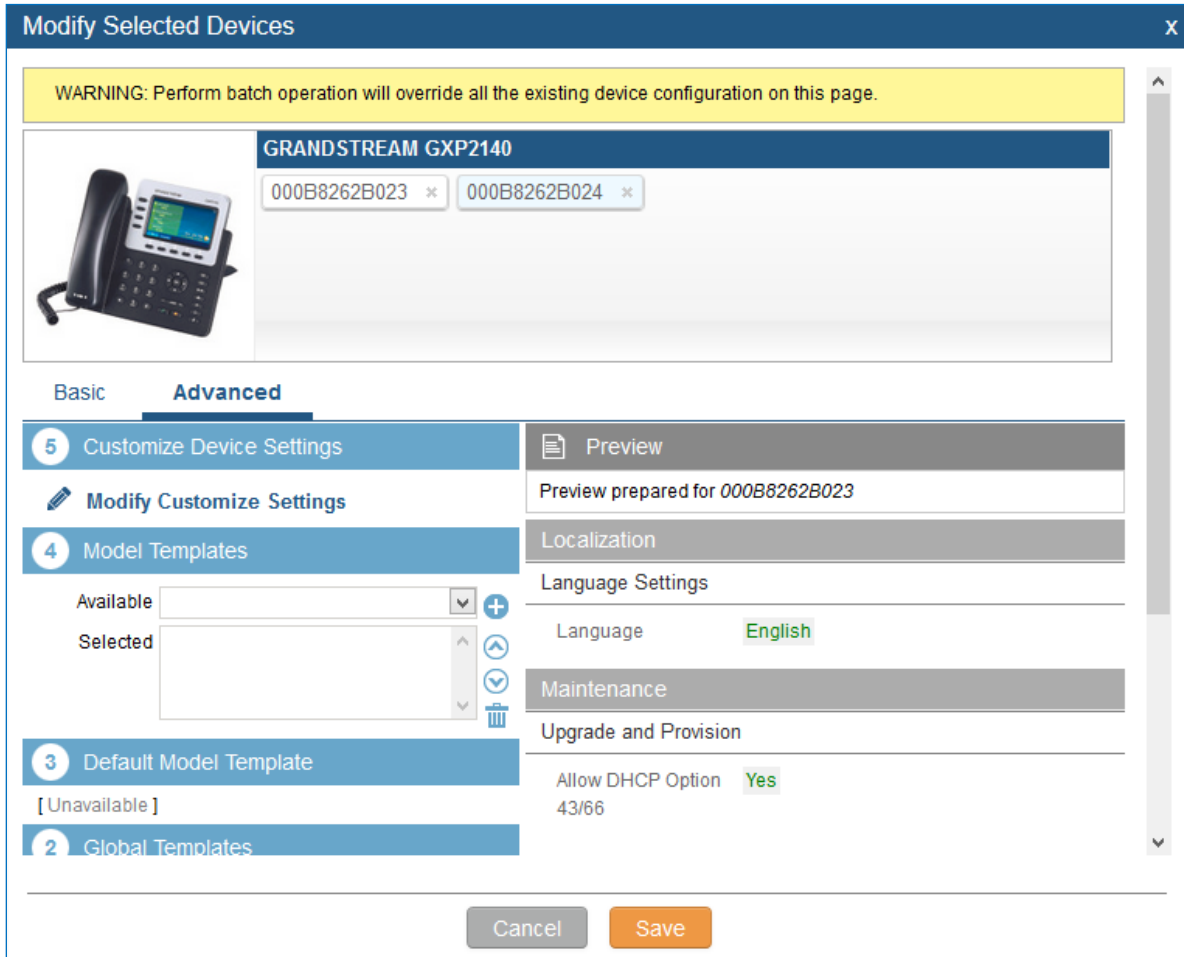 Modify Selected Devices
X
WARNING: Perform batch operation will override all the existing device configuration on this page.
GRANDSTREAM GXP2140
000B8262B023 ×
000B8262B024 ×
Basic
Advanced
5 Customize Device Settings
Modify Customize Settings
4 Model Templates
Available
Selected
3 Default Model Template
[ Unavailable ]
2 Global Templates
Preview
Preview prepared for 000B8262B023
Localization
Language Settings
Language English
Maintenance
Upgrade and Provision
Allow DHCP Option Yes
43/66
Cancel
Save